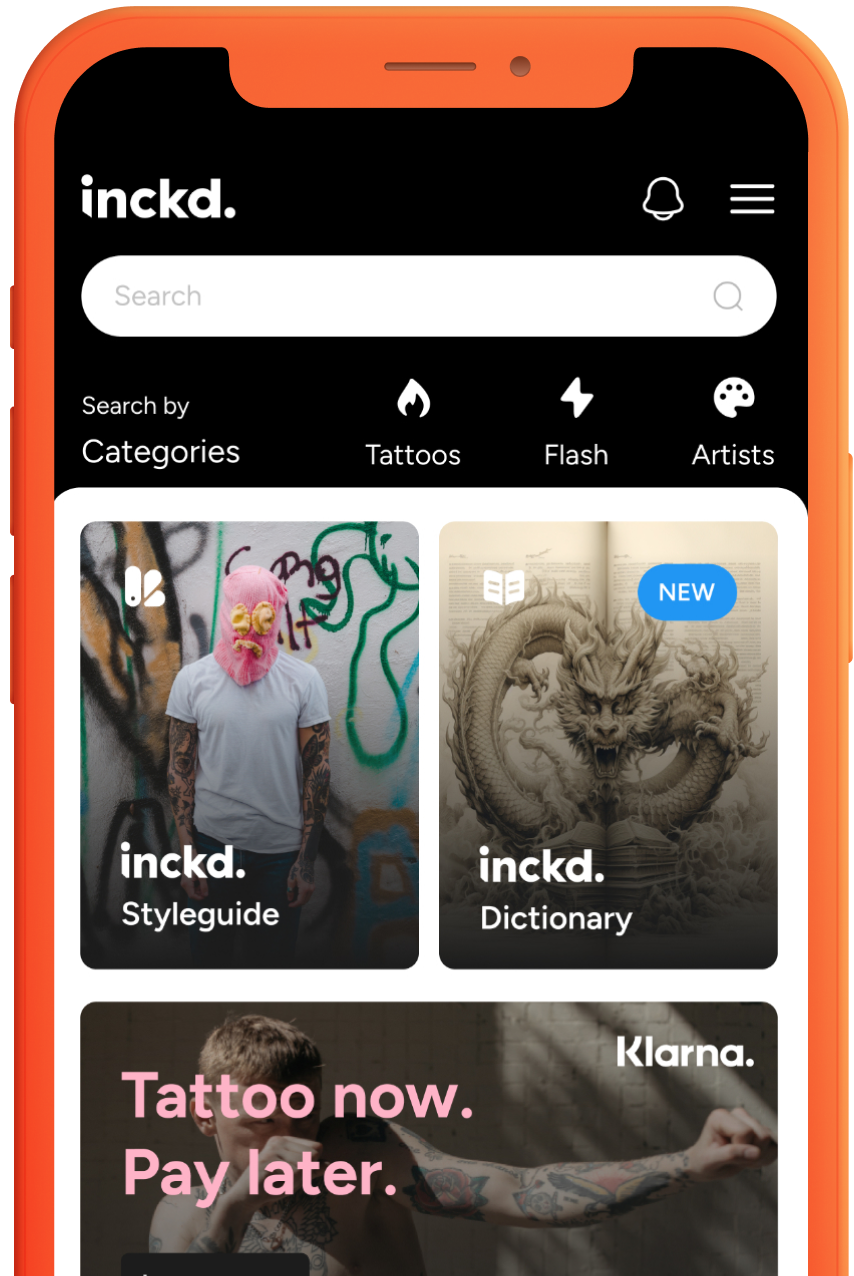 inckd.
Search
Search by
Categories
Tattoos
Flash
Artists
NEW
inckd.
Styleguide
inckd.
Dictionary
Klarna.
Tattoo now.
Pay later.